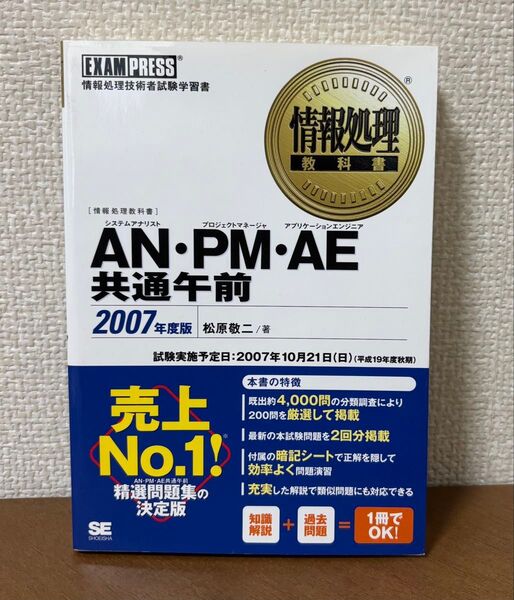 EXAMPRESS®
情報処理技術者試験学習書
®
情報処理
教科書
[情報処理教科書]
システムアナリスト プロジェクトマネージャ アプリケーションエンジニア
AN・PM・AE
共通午前
2007年度版 松原敬二/著
試験実施予定日:2007年10月21日(日)(平成19年度秋期)
売上
No.1!※
AN・PM・AE共通午前
精選問題集の
決定版
SE
SHOEISHA
本書の特徴
既出約4,000問の分類調査により
200問を厳選して掲載
最新の本試験問題を2回分掲載
付属の暗記シートで正解を隠して
効率よく問題演習
充実した解説で類似問題にも対応できる
知識
解説
+
過去
問題
=
1冊で
OK!